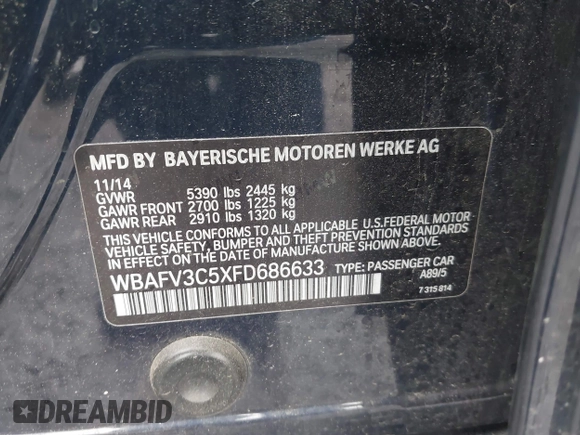 MFD BY BAYERISCHE MOTOREN WERKE AG
11/14
GVWR 5390 lbs 2445 kg
GAWR FRONT 2700 lbs 1225 kg
GAWR REAR 2910 lbs 1320 kg
THIS VEHICLE CONFORMS TO ALL APPLICABLE U.S.FEDERAL MOTOR
VEHICLE SAFETY, BUMPER AND THEFT PREVENTION STANDARDS
IN EFFECT ON THE DATE OF MANUFACTURE SHOWN ABOVE.
WBAFV3C5XFD686633 TYPE: PASSENGER CAR
A89/5
7 315 814
DREAMBID